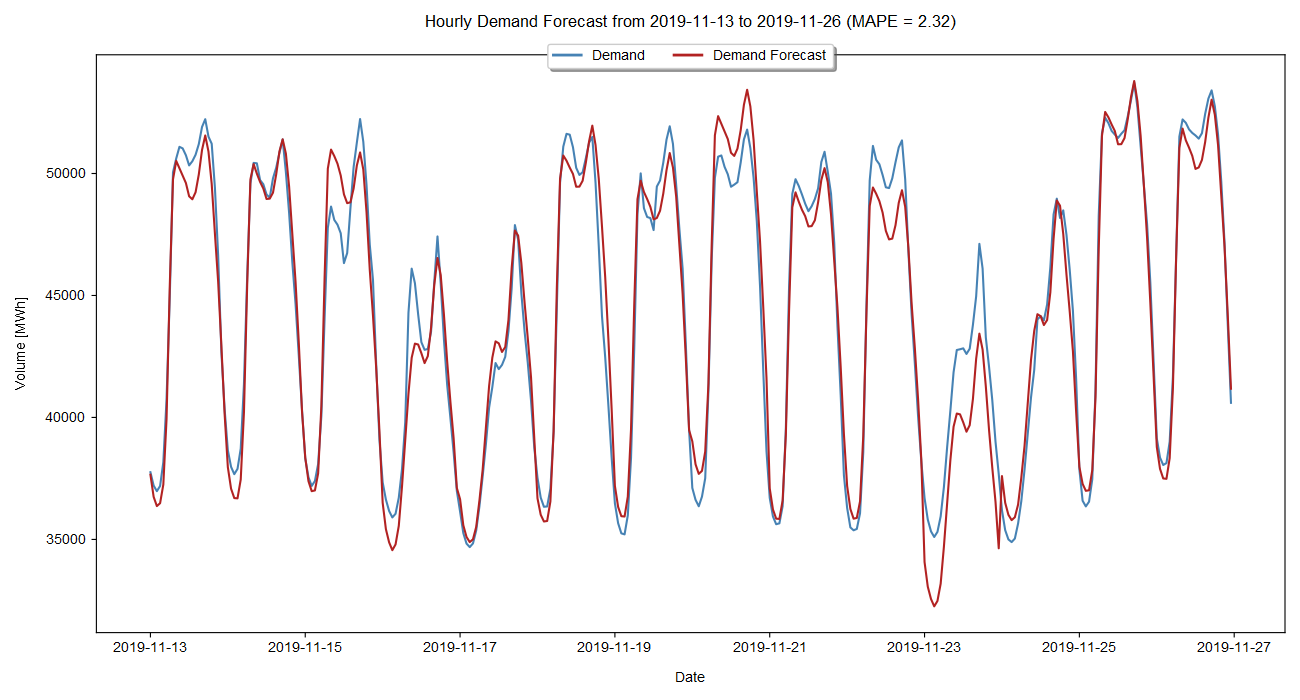 Hourly Demand Forecast from 2019-11-13 to 2019-11-26 (MAPE = 2.32)
Demand Demand Forecast
Volume [MWh]
50000
45000
40000
35000
2019-11-13 2019-11-15 2019-11-17 2019-11-19 2019-11-21 2019-11-23 2019-11-25 2019-11-27
Date